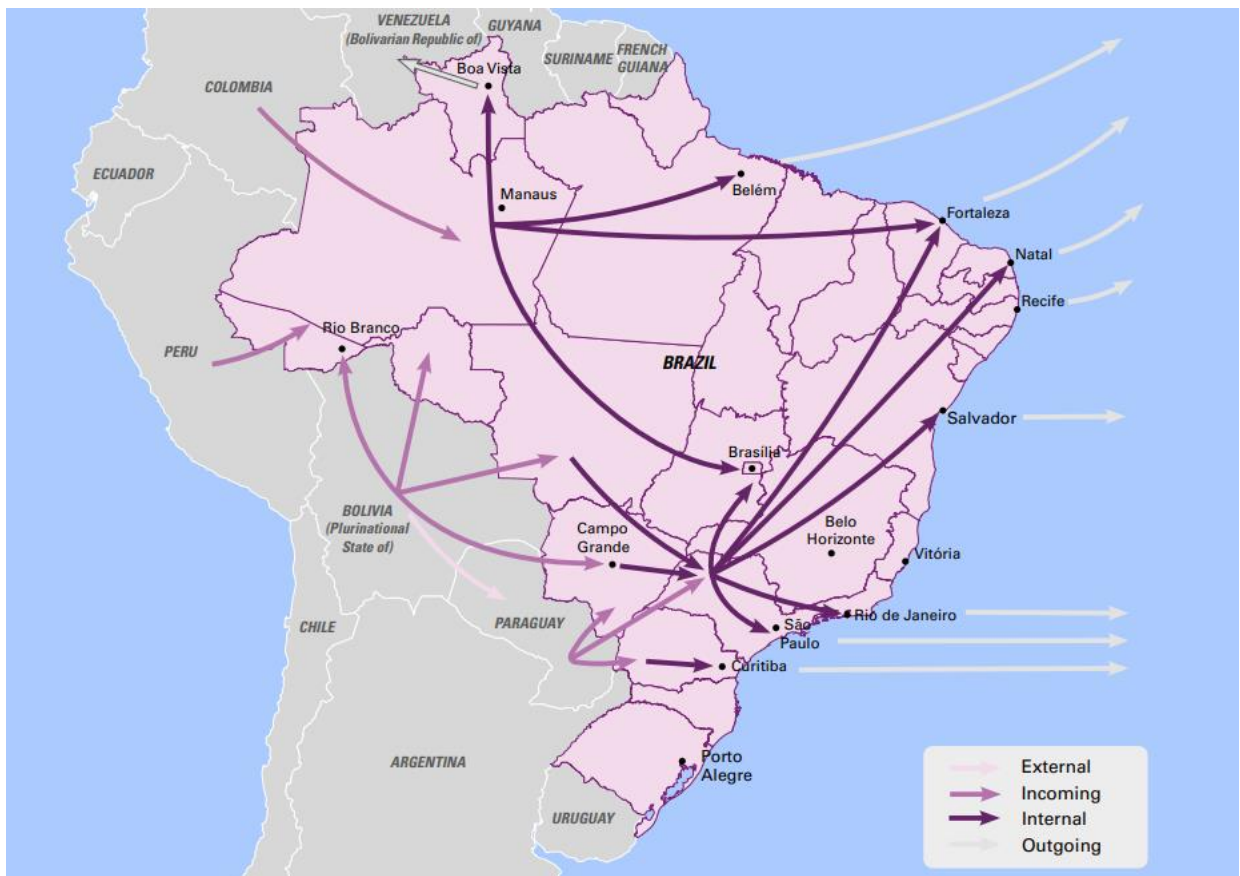 VENEZUELA
(Bolivarian Republic of)
GUYANA
SURINAME
FRENCH
GUIANA
Boa Vista
COLOMBIA
ECUADOR
Manaus
Belém
Fortaleza
Natal
Recife
Rio Branco
PERU
BRAZIL
Salvador
Brasília
BOLIVIA
(Plurinational
State of)
Campo
Grande
Belo
Horizonte
Vitória
CHILE
PARAGUAY
São
Paulo
Rio de Janeiro
Curitiba
ARGENTINA
Porto
Alegre
URUGUAY
External
Incoming
Internal
Outgoing